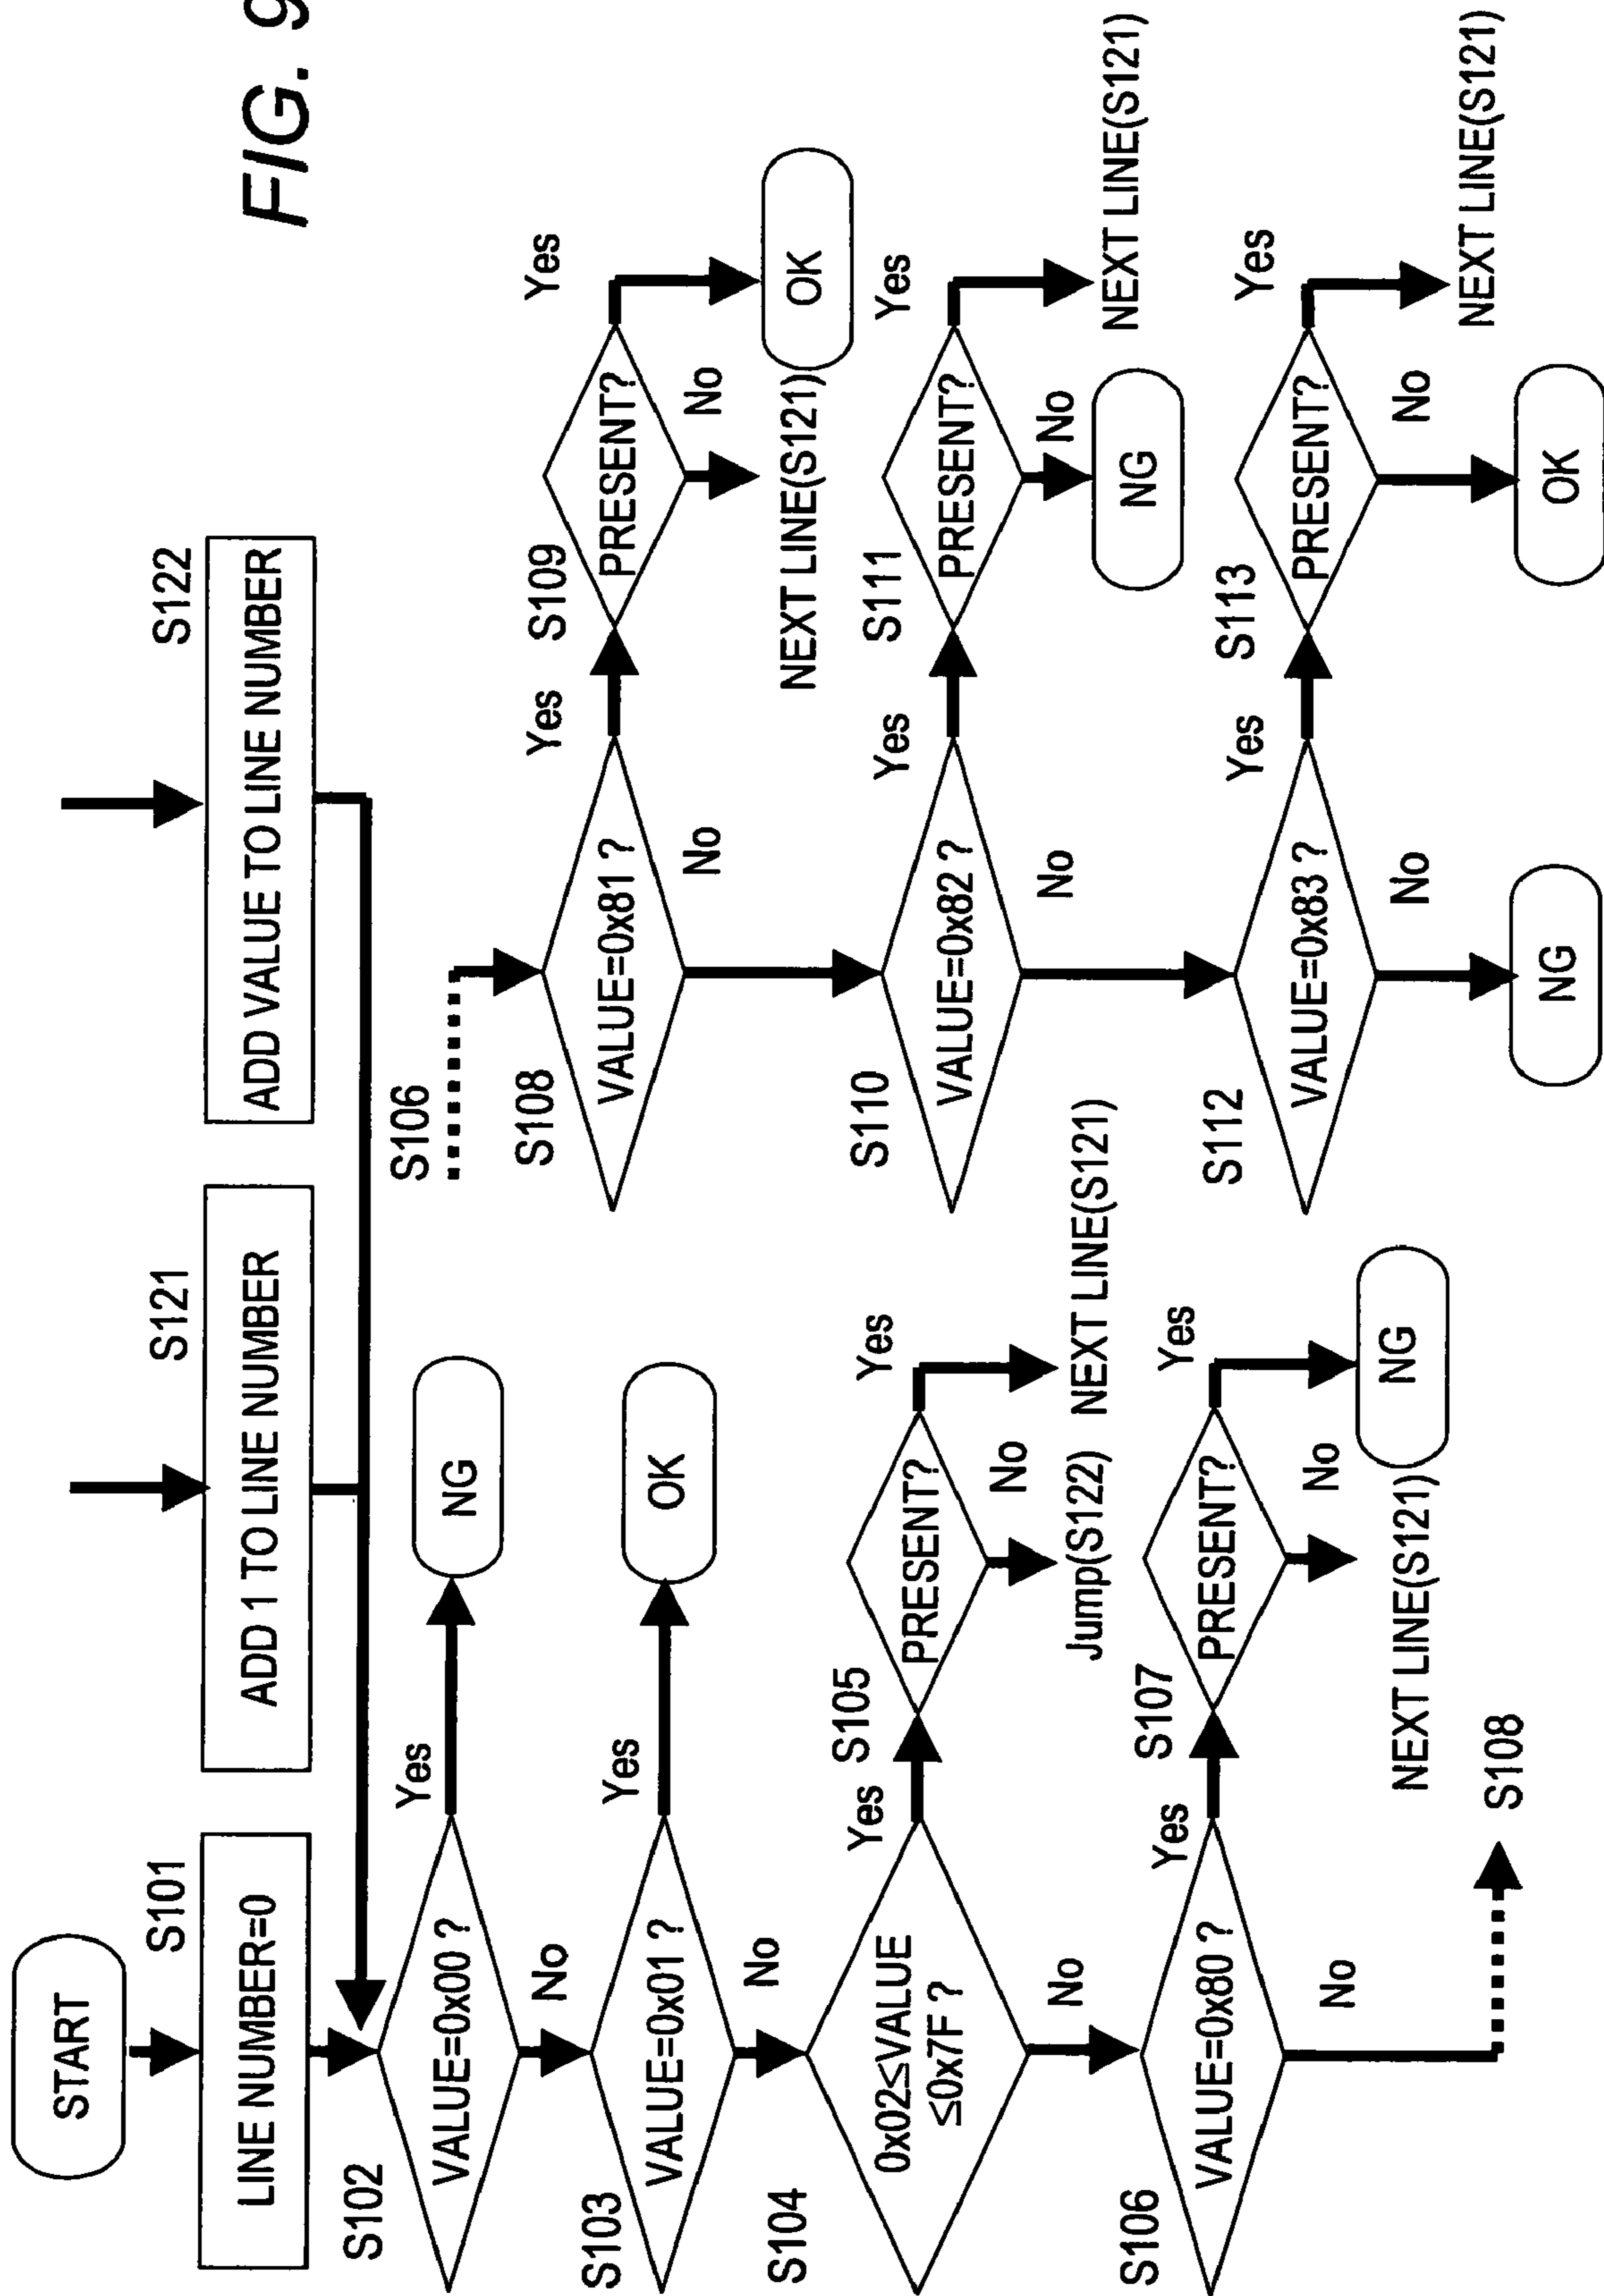 FIG. 9
START
S101
LINE NUMBER=0
S121
ADD 1 TO LINE NUMBER
S122
ADD VALUE TO LINE NUMBER
S102
VALUE=0x00 ?
Yes
NG
No
S103
VALUE=0x01 ?
Yes
OK
No
S104
0x02≤VALUE
≤0x7F ?
Yes
S105
PRESENT?
Yes
No
Jump(S122)
NEXT LINE(S121)
No
S106
VALUE=0x80 ?
Yes
S107
PRESENT?
Yes
No
NEXT LINE(S121)
NG
No
S108
S106
S108
VALUE=0x81 ?
Yes
S109
PRESENT?
Yes
No
NEXT LINE(S121)
OK
No
S110
VALUE=0x82 ?
Yes
S111
PRESENT?
Yes
No
NG
NEXT LINE(S121)
No
S112
VALUE=0x83 ?
Yes
S113
PRESENT?
Yes
No
OK
NEXT LINE(S121)
No
NG